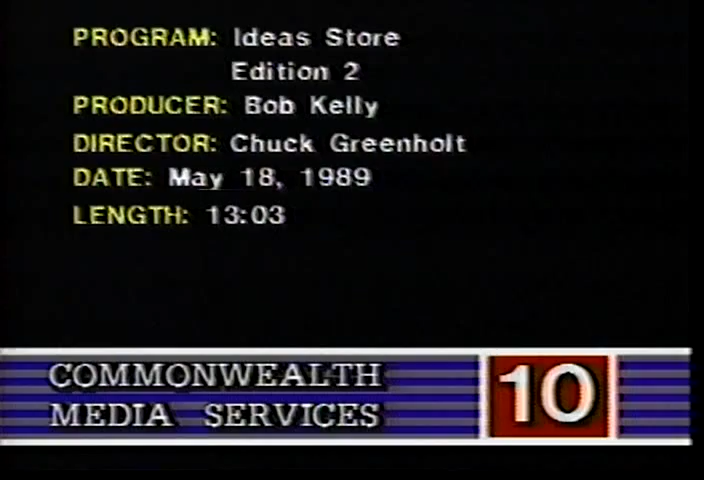 PROGRAM: Ideas Store
Edition 2
PRODUCER: Bob Kelly
DIRECTOR: Chuck Greenholt
DATE: May 18, 1989
LENGTH: 13:03
COMMONWEALTH
MEDIA SERVICES
10